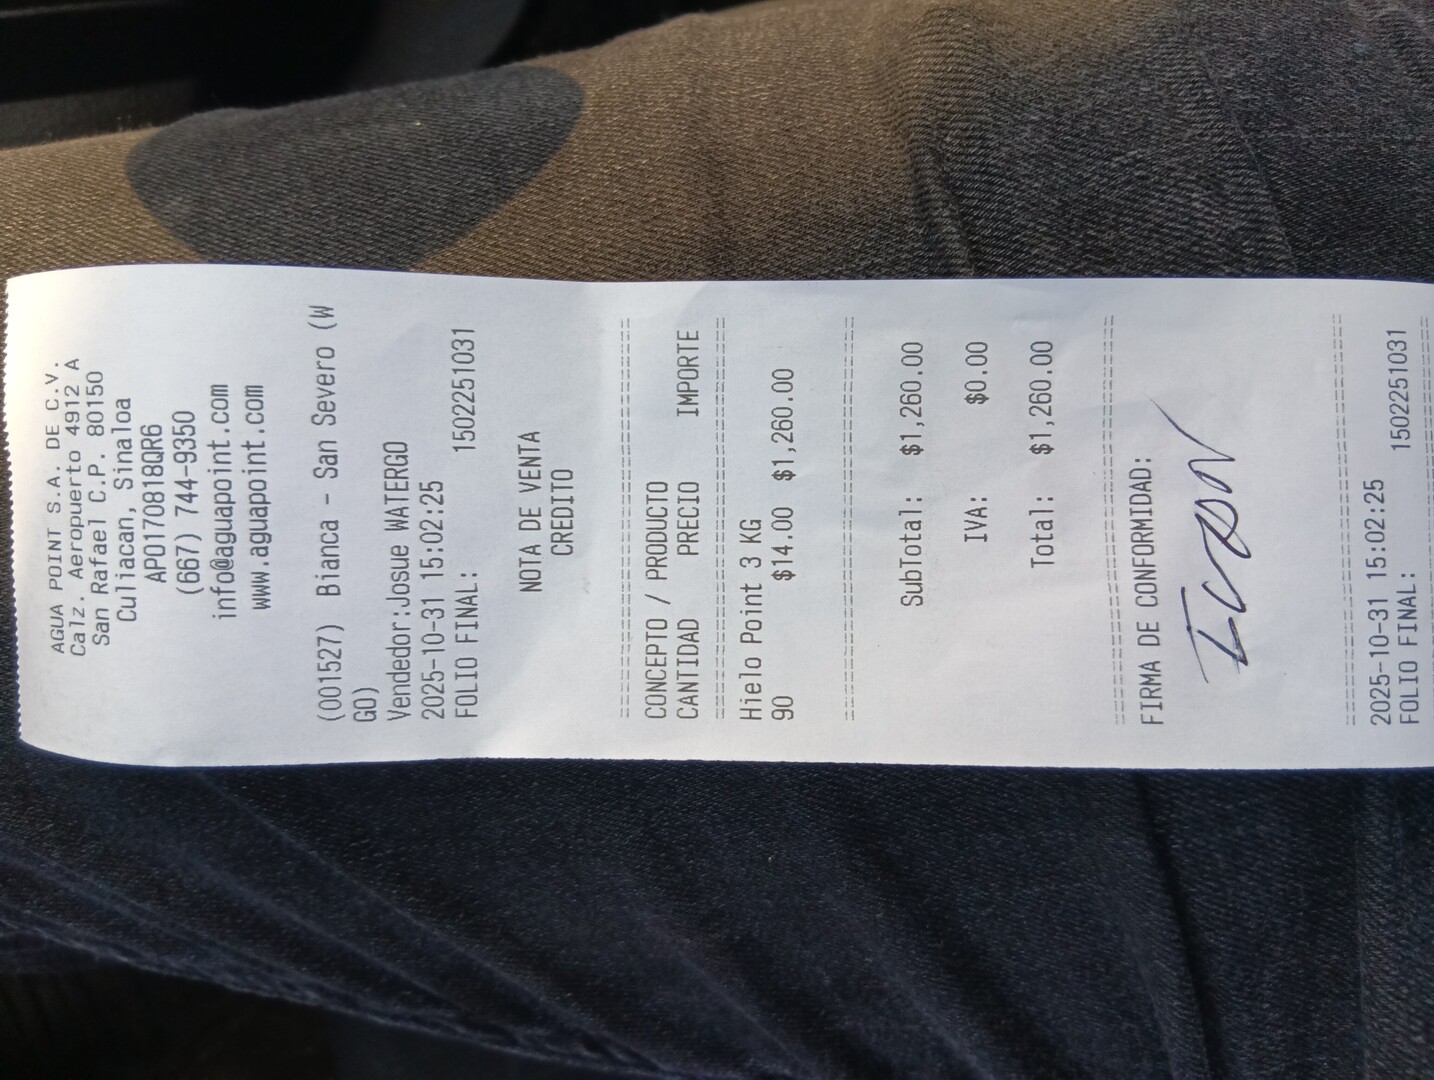 AGUA POINT S.A. DE C.V.
Calz. Aeropuerto 4912 A
San Rafael C.P. 80150
Culiacan, Sinaloa
APO170818QR6
(667) 744-9350
info@aguapoint.com
www.aguapoint.com
(001527) Bianca - San Severo (W
GO)
Vendedor:Josue WATERGO
2025-10-31 15:02:25
FOLIO FINAL: 1502251031
NOTA DE VENTA
CREDITO
CONCEPTO / PRODUCTO
CANTIDAD PRECIO IMPORTE
Hielo Point 3 KG
90 $14.00 $1,260.00
SubTotal: $1,260.00
IVA: $0.00
Total: $1,260.00
FIRMA DE CONFORMIDAD:
2025-10-31 15:02:25
FOLIO FINAL: 1502251031